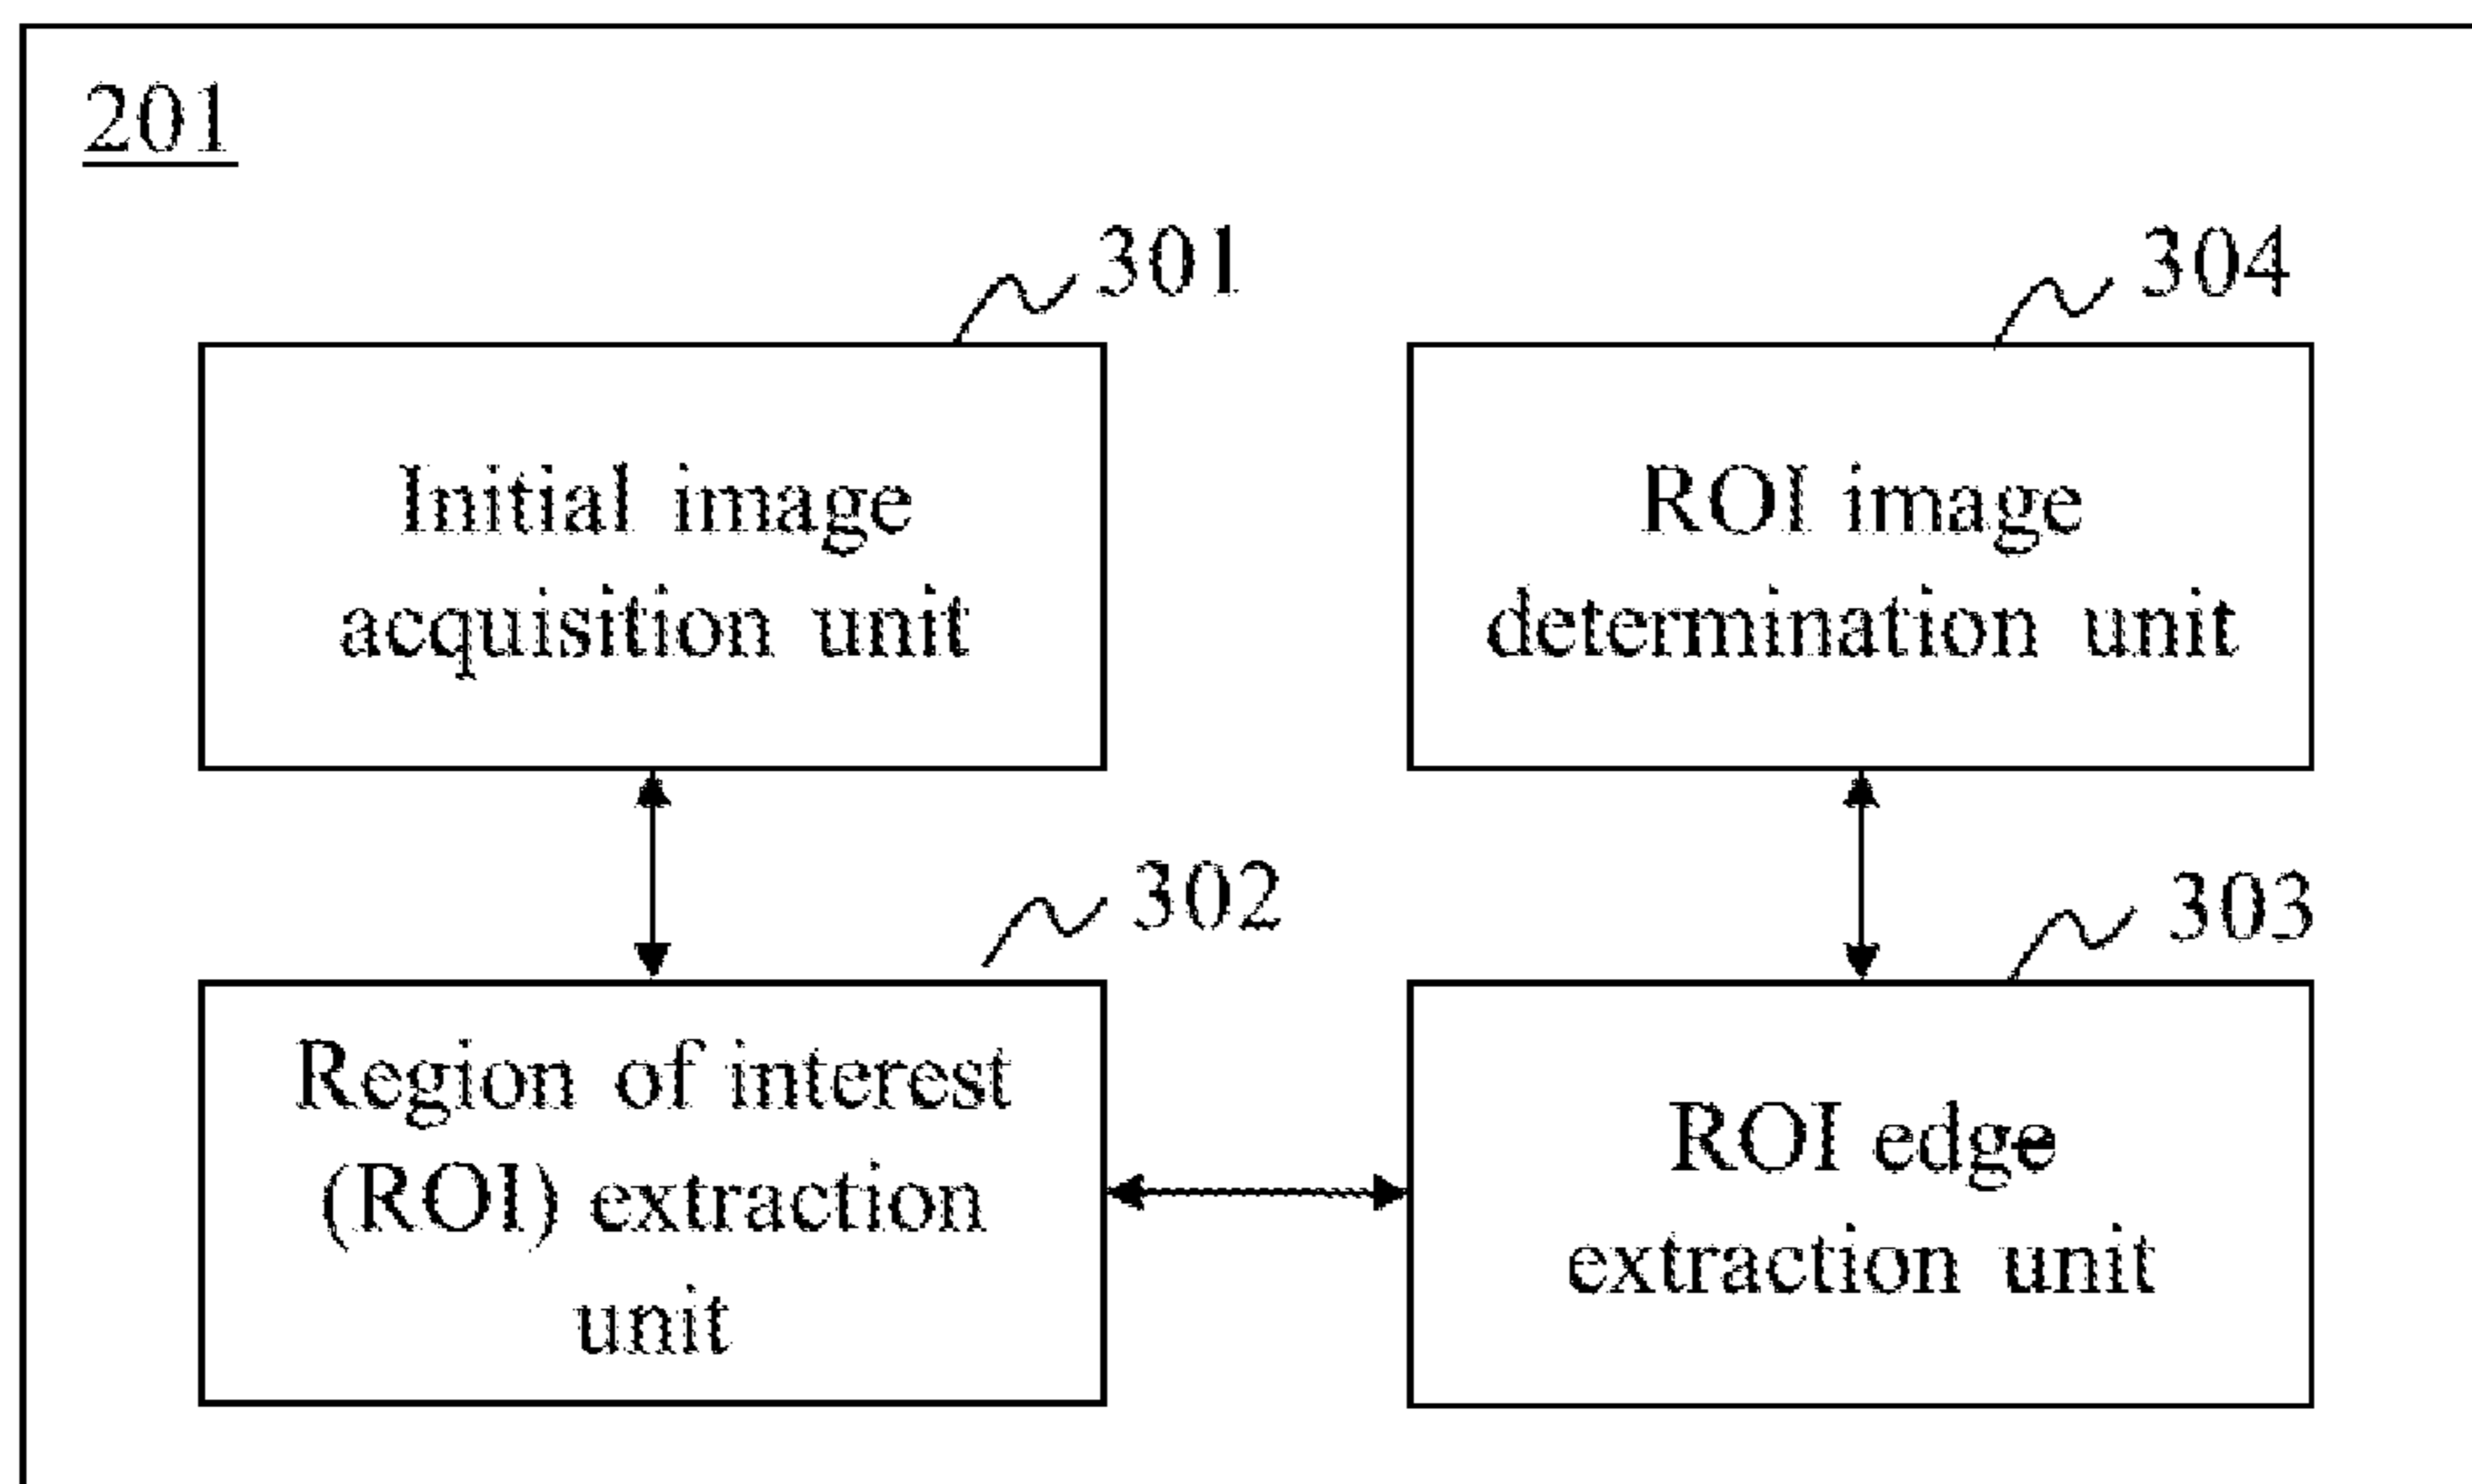 201
301
Initial image
acquisition unit
304
ROI image
determination unit
302
Region of interest
(ROI) extraction
unit
303
ROI edge
extraction unit